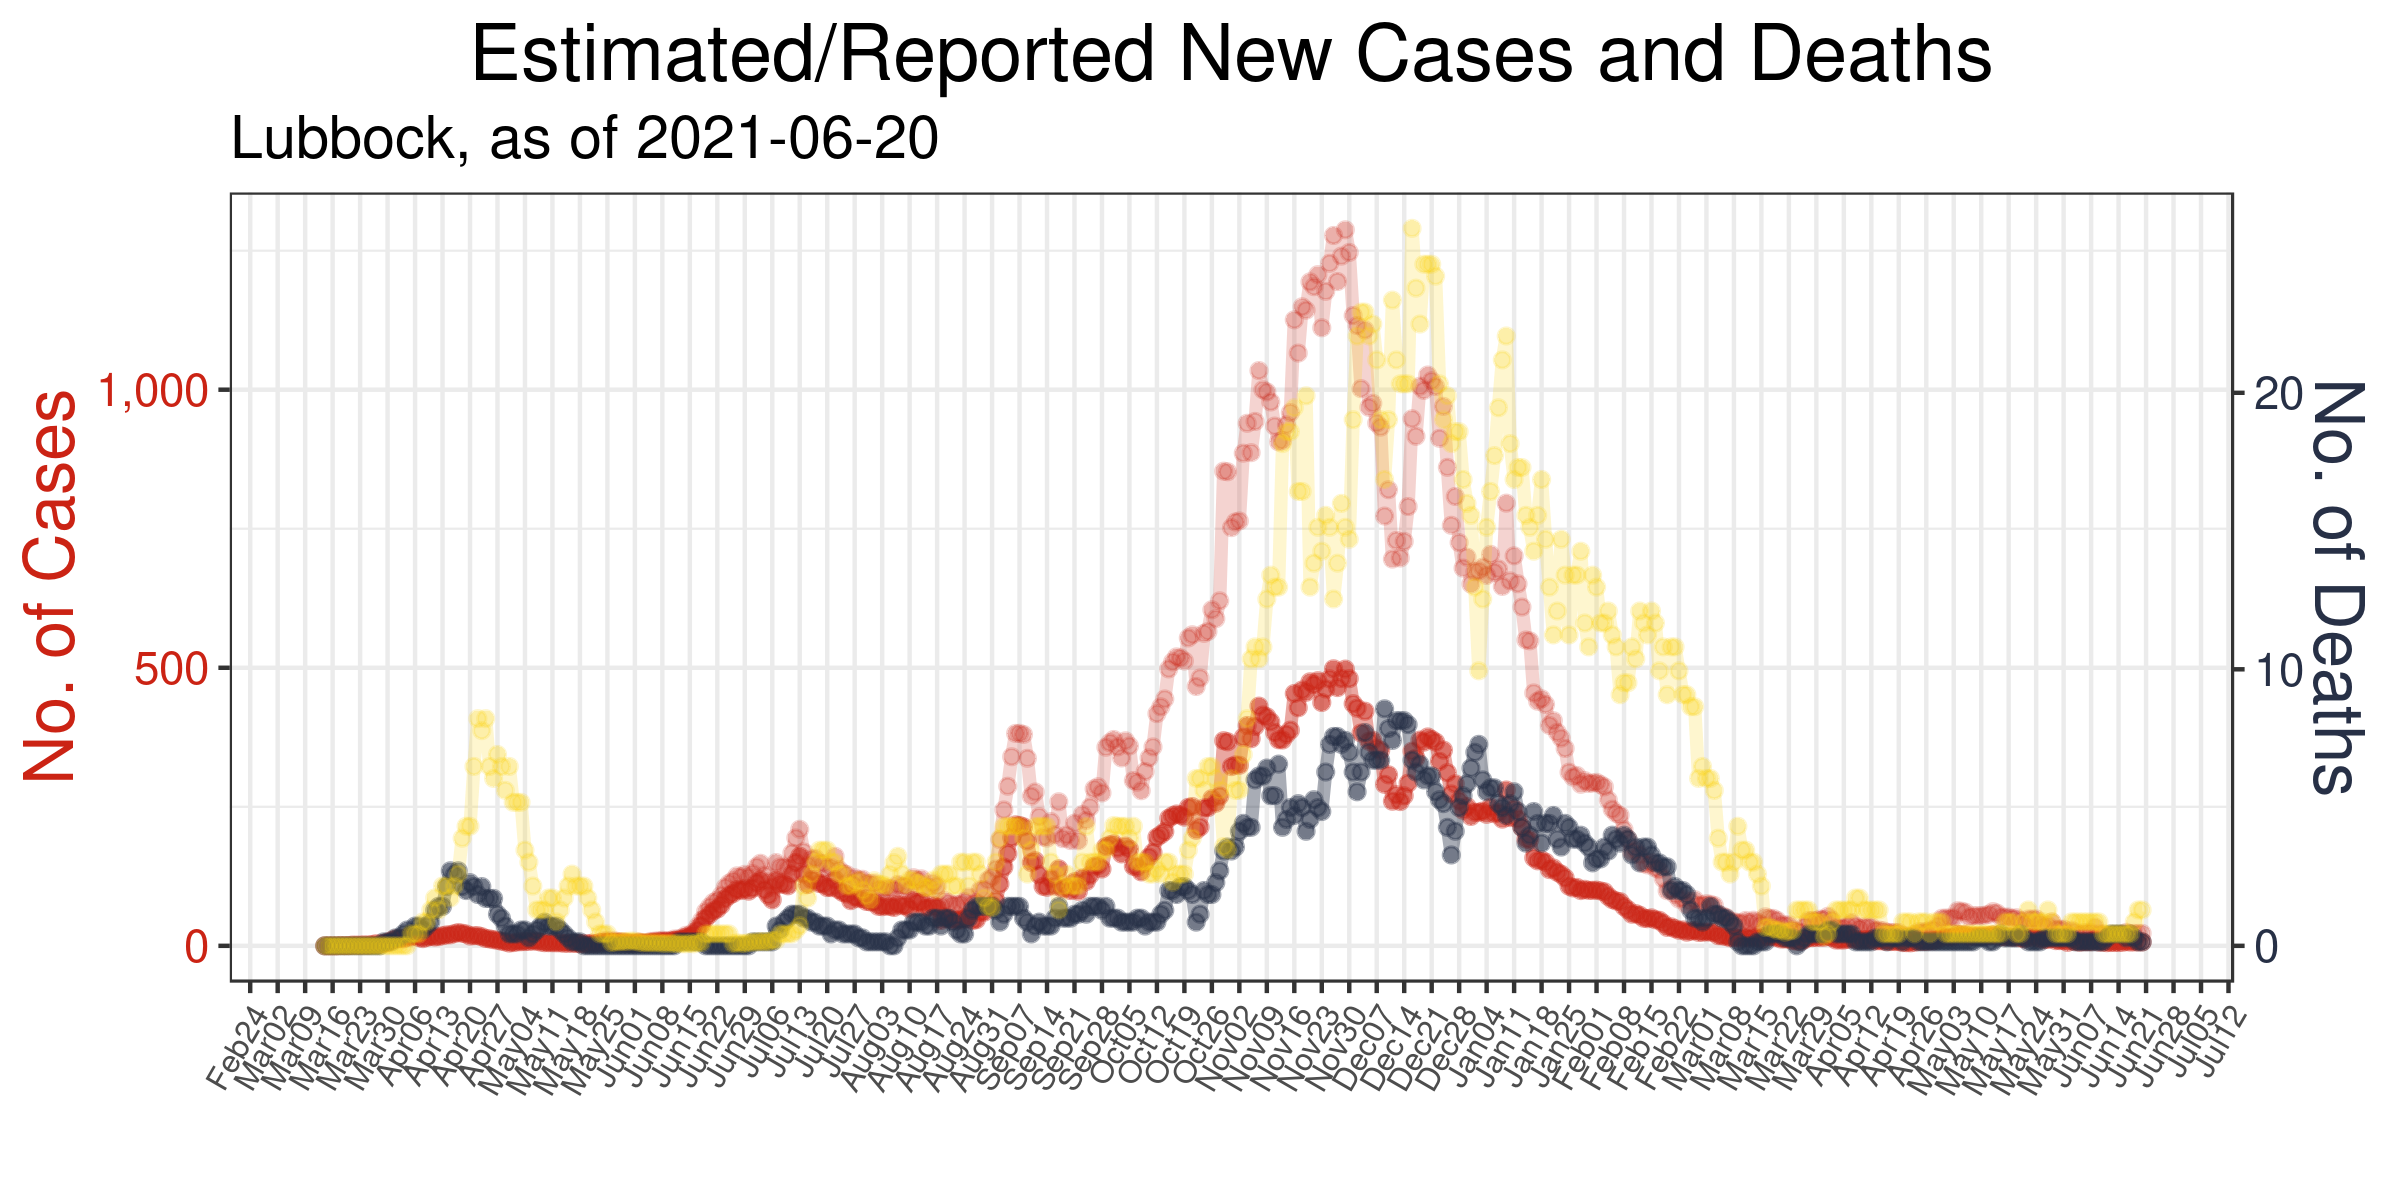 Estimated/Reported New Cases and Deaths
Lubbock, as of 2021-06-20
No. of Cases
1,000
500
0
20
10
0
No. of Deaths
Feb24
Mar02
Mar09
Mar16
Mar23
Mar30
Apr06
Apr13
Apr20
Apr27
May04
May11
May18
May25
Jun01
Jun08
Jun15
Jun22
Jun29
Jul06
Jul13
Jul20
Jul27
Aug03
Aug10
Aug17
Aug24
Aug31
Sep07
Sep14
Sep21
Sep28
Oct05
Oct12
Oct19
Oct26
Nov02
Nov09
Nov16
Nov23
Nov30
Dec07
Dec14
Dec21
Dec28
Jan04
Jan11
Jan18
Jan25
Feb01
Feb08
Feb15
Feb22
Mar01
Mar08
Mar15
Mar22
Mar29
Apr05
Apr12
Apr19
Apr26
May03
May10
May17
May24
May31
Jun07
Jun14
Jun21
Jun28
Jul05
Jul12